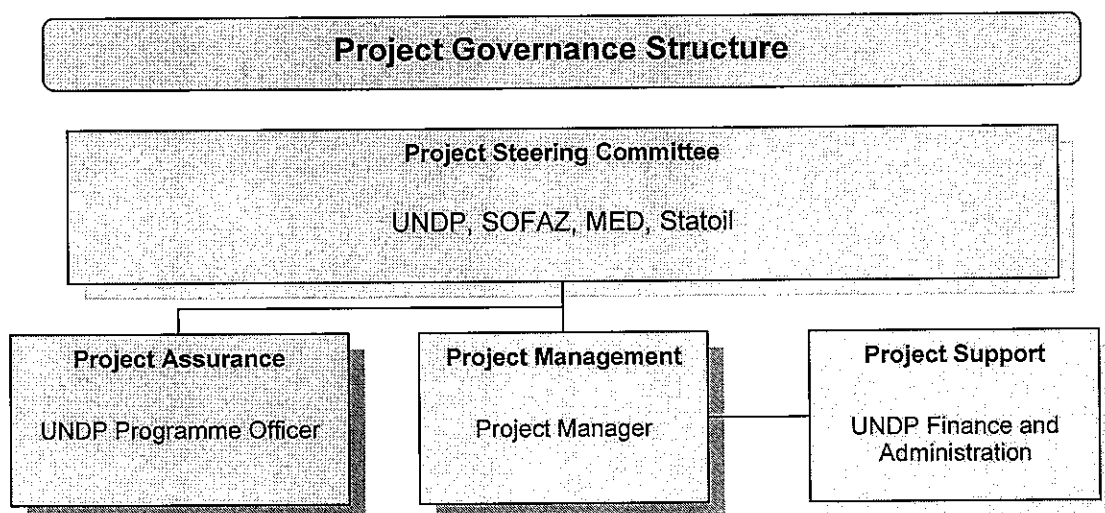 Project Governance Structure
Project Steering Committee
UNDP, SOFAZ, MED, Statoil
Project Assurance
UNDP Programme Officer
Project Management
Project Manager
Project Support
UNDP Finance and
Administration